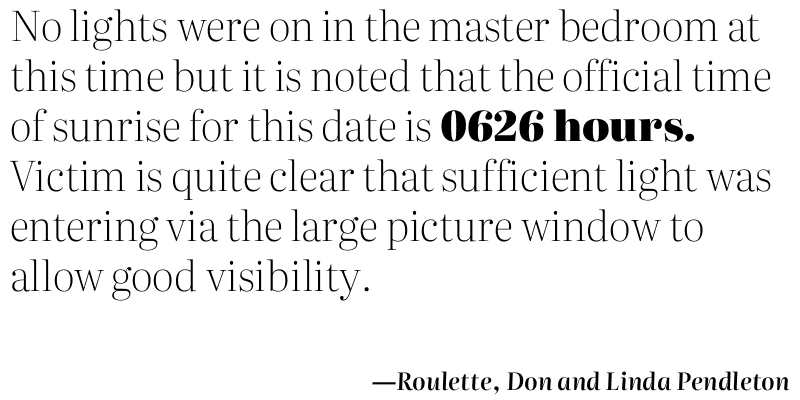 No lights were on in the master bedroom at
this time but it is noted that the official time
of sunrise for this date is 0626 hours.
Victim is quite clear that sufficient light was
entering via the large picture window to
allow good visibility.
—Roulette, Don and Linda Pendleton